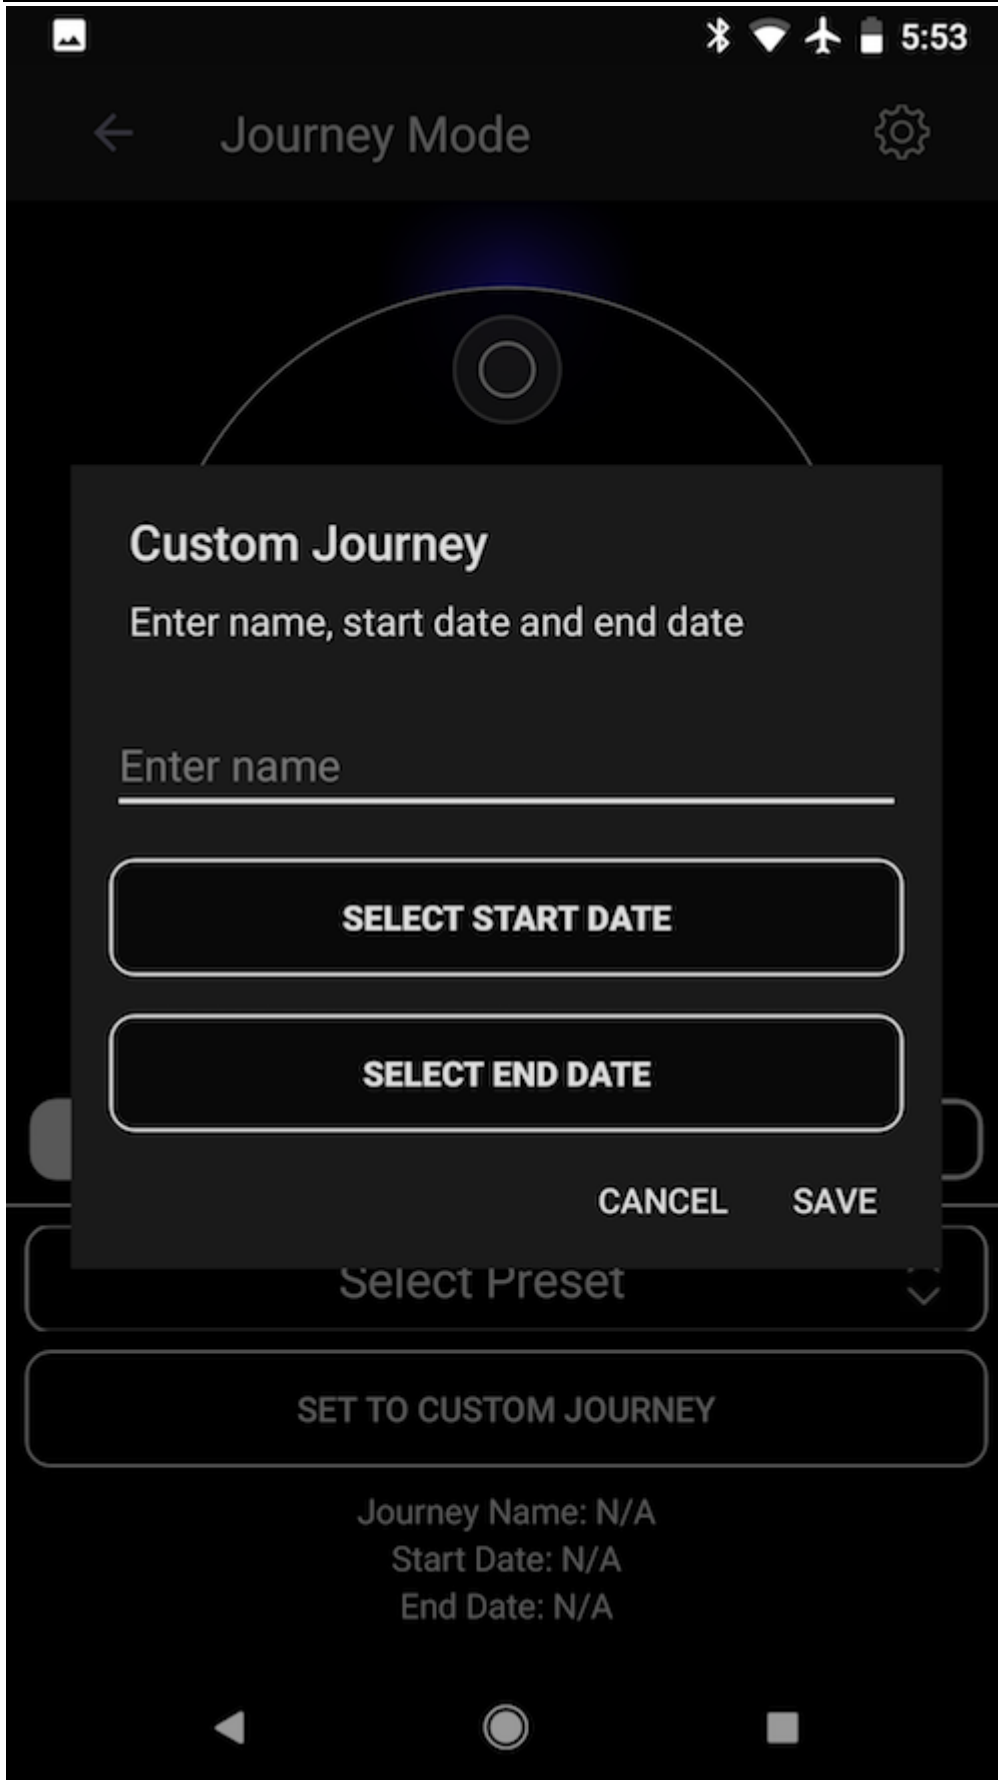 5:53
Journey Mode
Custom Journey
Enter name, start date and end date
Enter name
SELECT START DATE
SELECT END DATE
CANCEL SAVE
Select Preset
SET TO CUSTOM JOURNEY
Journey Name: N/A
Start Date: N/A
End Date: N/A